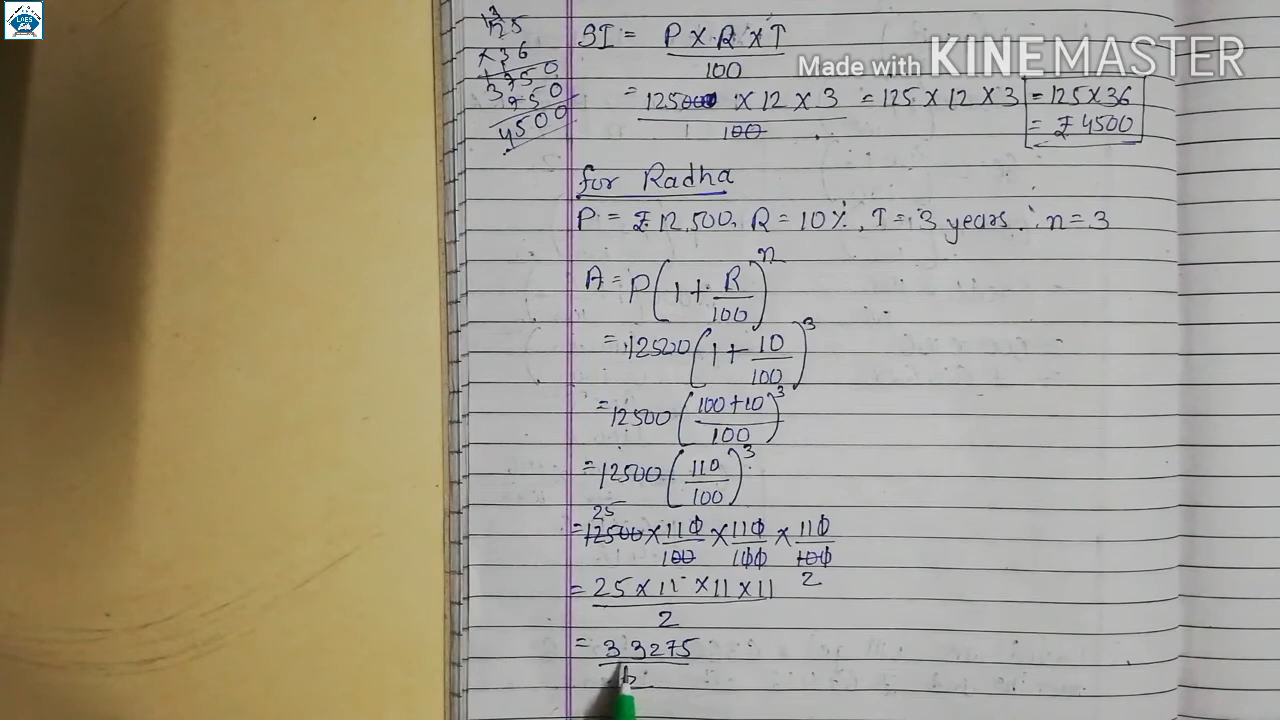 LAES
Made with KINEMASTER
125
×36
3750
4500
SI = P × R × T / 100
= 12500 × 12 × 3 / 100 = 125 × 12 × 3 = 125 × 36
= ₹ 4500
for Radha
P = ₹ 12,500, R = 10%, T = 3 years ∴ n = 3
A = P(1 + R/100)^n
= 12500(1 + 10/100)^3
= 12500(100+10/100)^3
= 12500(110/100)^3
25
= 12500 × 110/100 × 110/100 × 110/100
2
= 25 × 11 × 11 × 11 / 2
= 33275